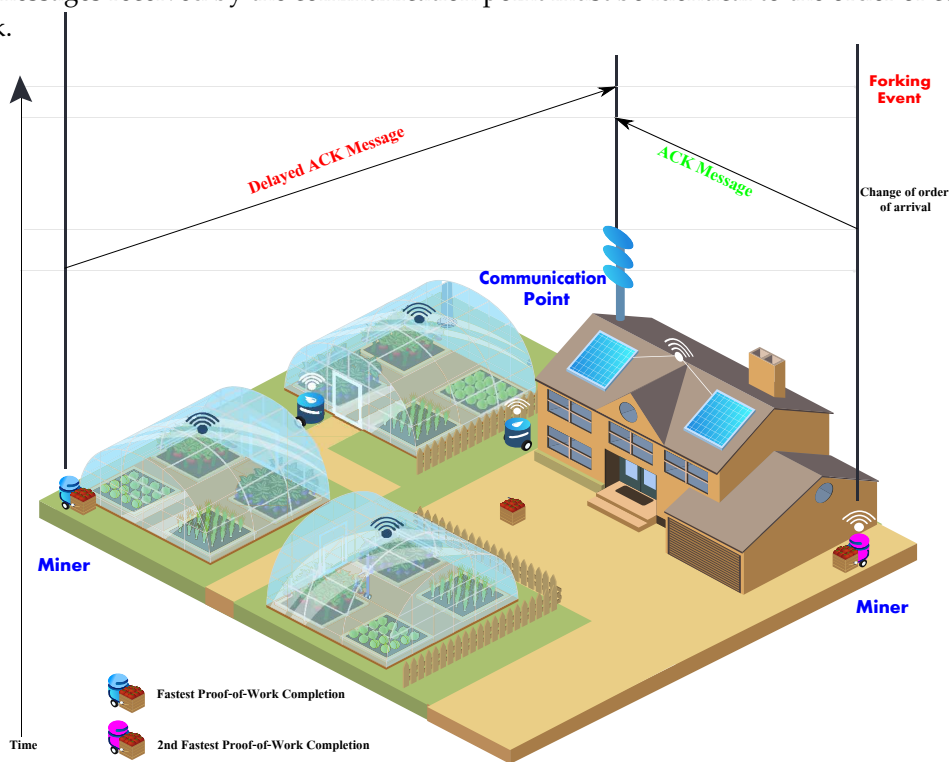 k.
Forking
Event
Delayed ACK Message
ACK Message
Change of order
of arrival
Communication
Point
Miner
Miner
Fastest Proof-of-Work Completion
2nd Fastest Proof-of-Work Completion
Time